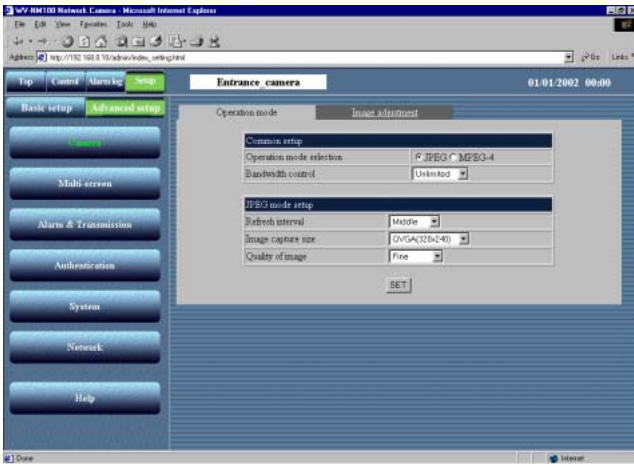 WV-NM100 Network Camera - Microsoft Internet Explorer
File Edit View Favorites Tools Help
Address http://192.168.0.10/admin/index_setting.html Go Links
Top Control Alarm log Setup
Entrance_camera
01/01/2002 00:00
Basic setup Advanced setup
Operation mode Image adjustment
Camera
Multi-screen
Alarm & Transmission
Authentication
System
Network
Help
Common setup
Operation mode selection JPEG MPEG-4
Bandwidth control Unlimited
JPEG mode setup
Refresh interval Middle
Image capture size QVGA(320x240)
Quality of image Fine
SET
Done Internet